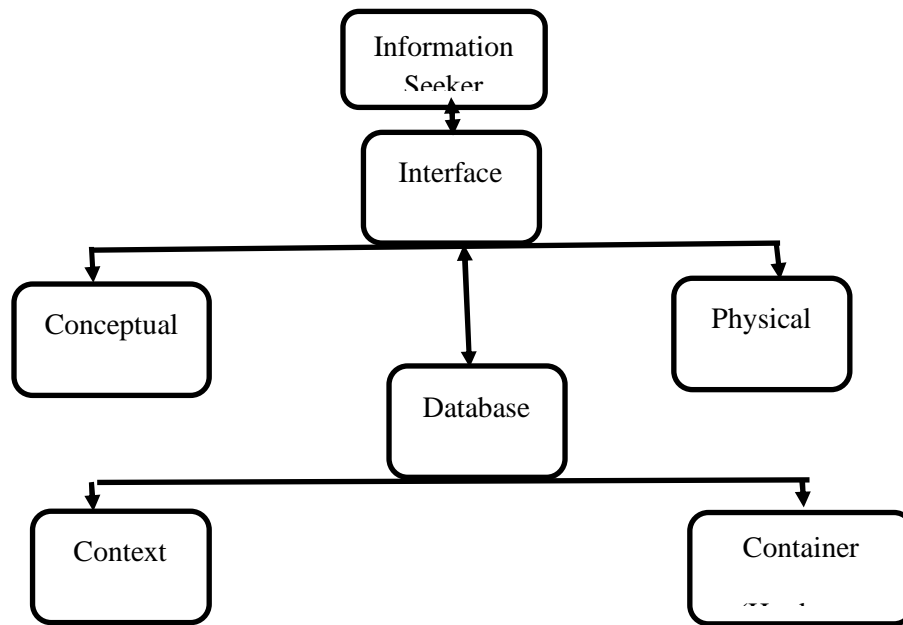 Information
Seeker
Interface
Conceptual
Physical
Database
Context
Container